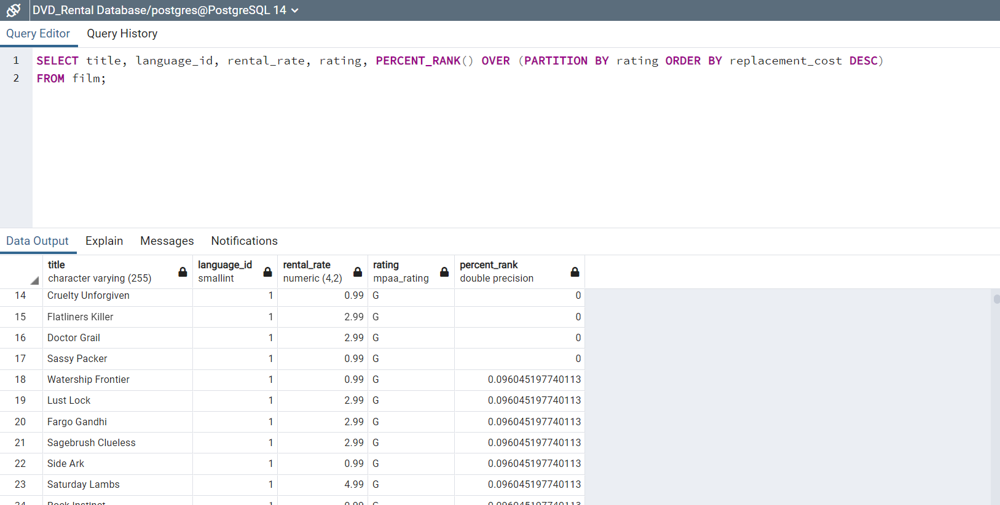 DVD_Rental Database/postgres@PostgreSQL 14
Query Editor Query History
1 SELECT title, language_id, rental_rate, rating, PERCENT_RANK() OVER (PARTITION BY rating ORDER BY replacement_cost DESC)
2 FROM film;
Data Output Explain Messages Notifications
title language_id rental_rate rating percent_rank
character varying (255) smallint numeric (4,2) mpaa_rating double precision
14 Cruelty Unforgiven 1 0.99 G 0
15 Flatliners Killer 1 2.99 G 0
16 Doctor Grail 1 2.99 G 0
17 Sassy Packer 1 0.99 G 0
18 Watership Frontier 1 0.99 G 0.096045197740113
19 Lust Lock 1 2.99 G 0.096045197740113
20 Fargo Gandhi 1 2.99 G 0.096045197740113
21 Sagebrush Clueless 1 2.99 G 0.096045197740113
22 Side Ark 1 0.99 G 0.096045197740113
23 Saturday Lambs 1 4.99 G 0.096045197740113
24 Rock Instinct 1 0.99 G 0.096045197740113